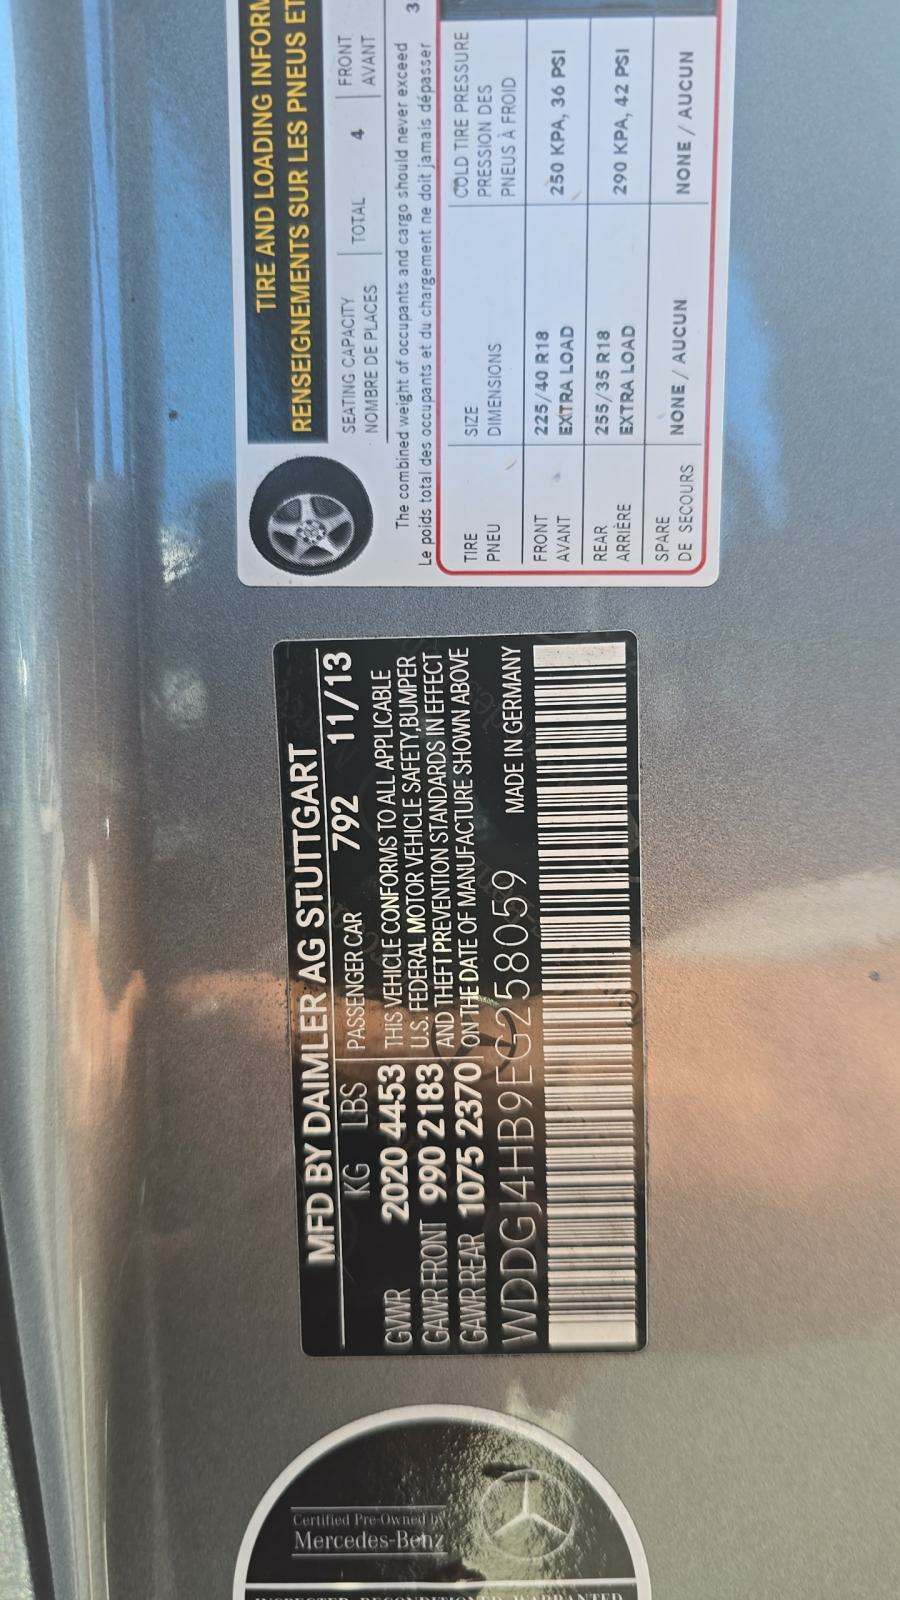 TIRE AND LOADING INFORM
RENSEIGNEMENTS SUR LES PNEUS ET
SEATING CAPACITY
NOMBRE DE PLACES
TOTAL 4
FRONT
AVANT
The combined weight of occupants and cargo should never exceed 3
Le poids total des occupants et du chargement ne doit jamais dépasser
TIRE SIZE COLD TIRE PRESSURE
PNEU DIMENSIONS PRESSION DES
PNEUS À FROID
FRONT 225/40 R18 250 KPA, 36 PSI
AVANT EXTRA LOAD
REAR 255/35 R18 290 KPA, 42 PSI
ARRIÈRE EXTRA LOAD
SPARE NONE / AUCUN NONE / AUCUN
DE SECOURS
MFD BY DAIMLER AG STUTTGART
KG LBS PASSENGER CAR 792 11/13
GVWR 2020 4453 THIS VEHICLE CONFORMS TO ALL APPLICABLE
GAWR FRONT 990 2183 U.S. FEDERAL MOTOR VEHICLE SAFETY,BUMPER
AND THEFT PREVENTION STANDARDS IN EFFECT
GAWR REAR 1075 2370 ON THE DATE OF MANUFACTURE SHOWN ABOVE
WDDGJ4HB9EG258059 MADE IN GERMANY
Certified Pre-Owned by
Mercedes-Benz
INSPECTED RECONDITIONED WARRANTED